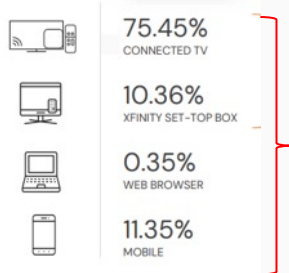 75.45%
CONNECTED TV
10.36%
XFINITY SET-TOP BOX
0.35%
WEB BROWSER
11.35%
MOBILE